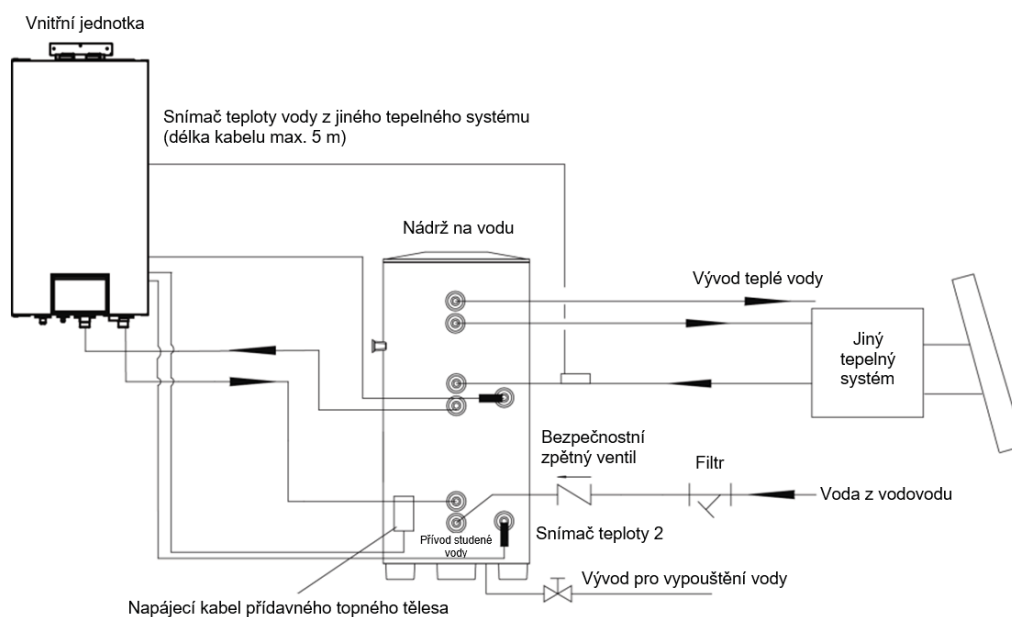 Vnitřní jednotka
Snímač teploty vody z jiného tepelného systému
(délka kabelu max. 5 m)
Nádrž na vodu
Vývod teplé vody
Jiný
tepelný
systém
Bezpečnostní
zpětný ventil
Filtr
Voda z vodovodu
Snímač teploty 2
Přívod studené
vody
Vývod pro vypouštění vody
Napájecí kabel přídavného topného tělesa